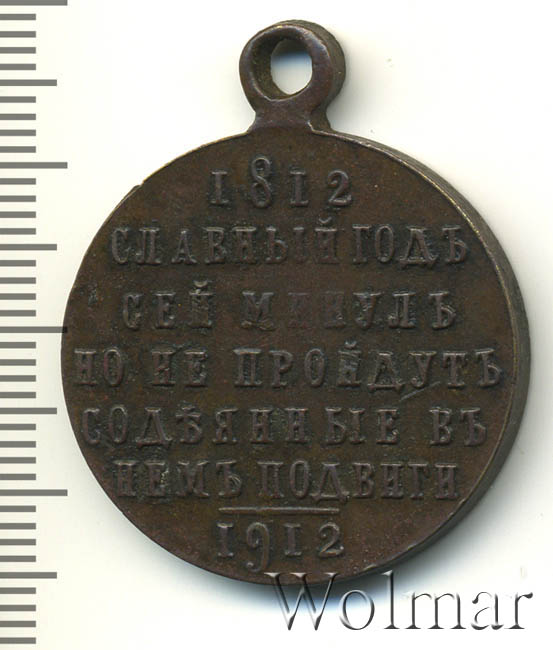 1812
СЛАВНЫЙ ГОДЪ
СЕЙ МИНУЛЪ
НО НЕ ПРОЙДУТЪ
СОДѢЯННЫЕ ВЪ
НЕМЪ ПОДВИГИ
1912
Wolmar